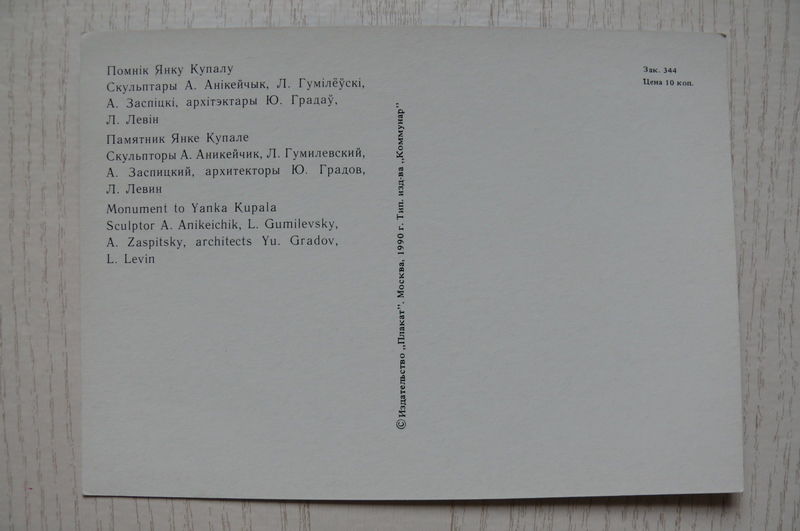 Помнік Янку Купалу
Скульптары А. Анікейчык, Л. Гумілёўскі,
А. Заспіцкі, архітэктары Ю. Градаў,
Л. Левін
Памятник Янке Купале
Скульпторы А. Аникейчик, Л. Гумилевский,
А. Заспицкий, архитекторы Ю. Градов,
Л. Левин
Monument to Yanka Kupala
Sculptor A. Anikeichik, L. Gumilevsky,
A. Zaspitsky, architects Yu. Gradov,
L. Levin
© Издательство „Плакат”. Москва. 1990 г. Тип. изд-ва „Коммунар”
Зак. 344
Цена 10 коп.